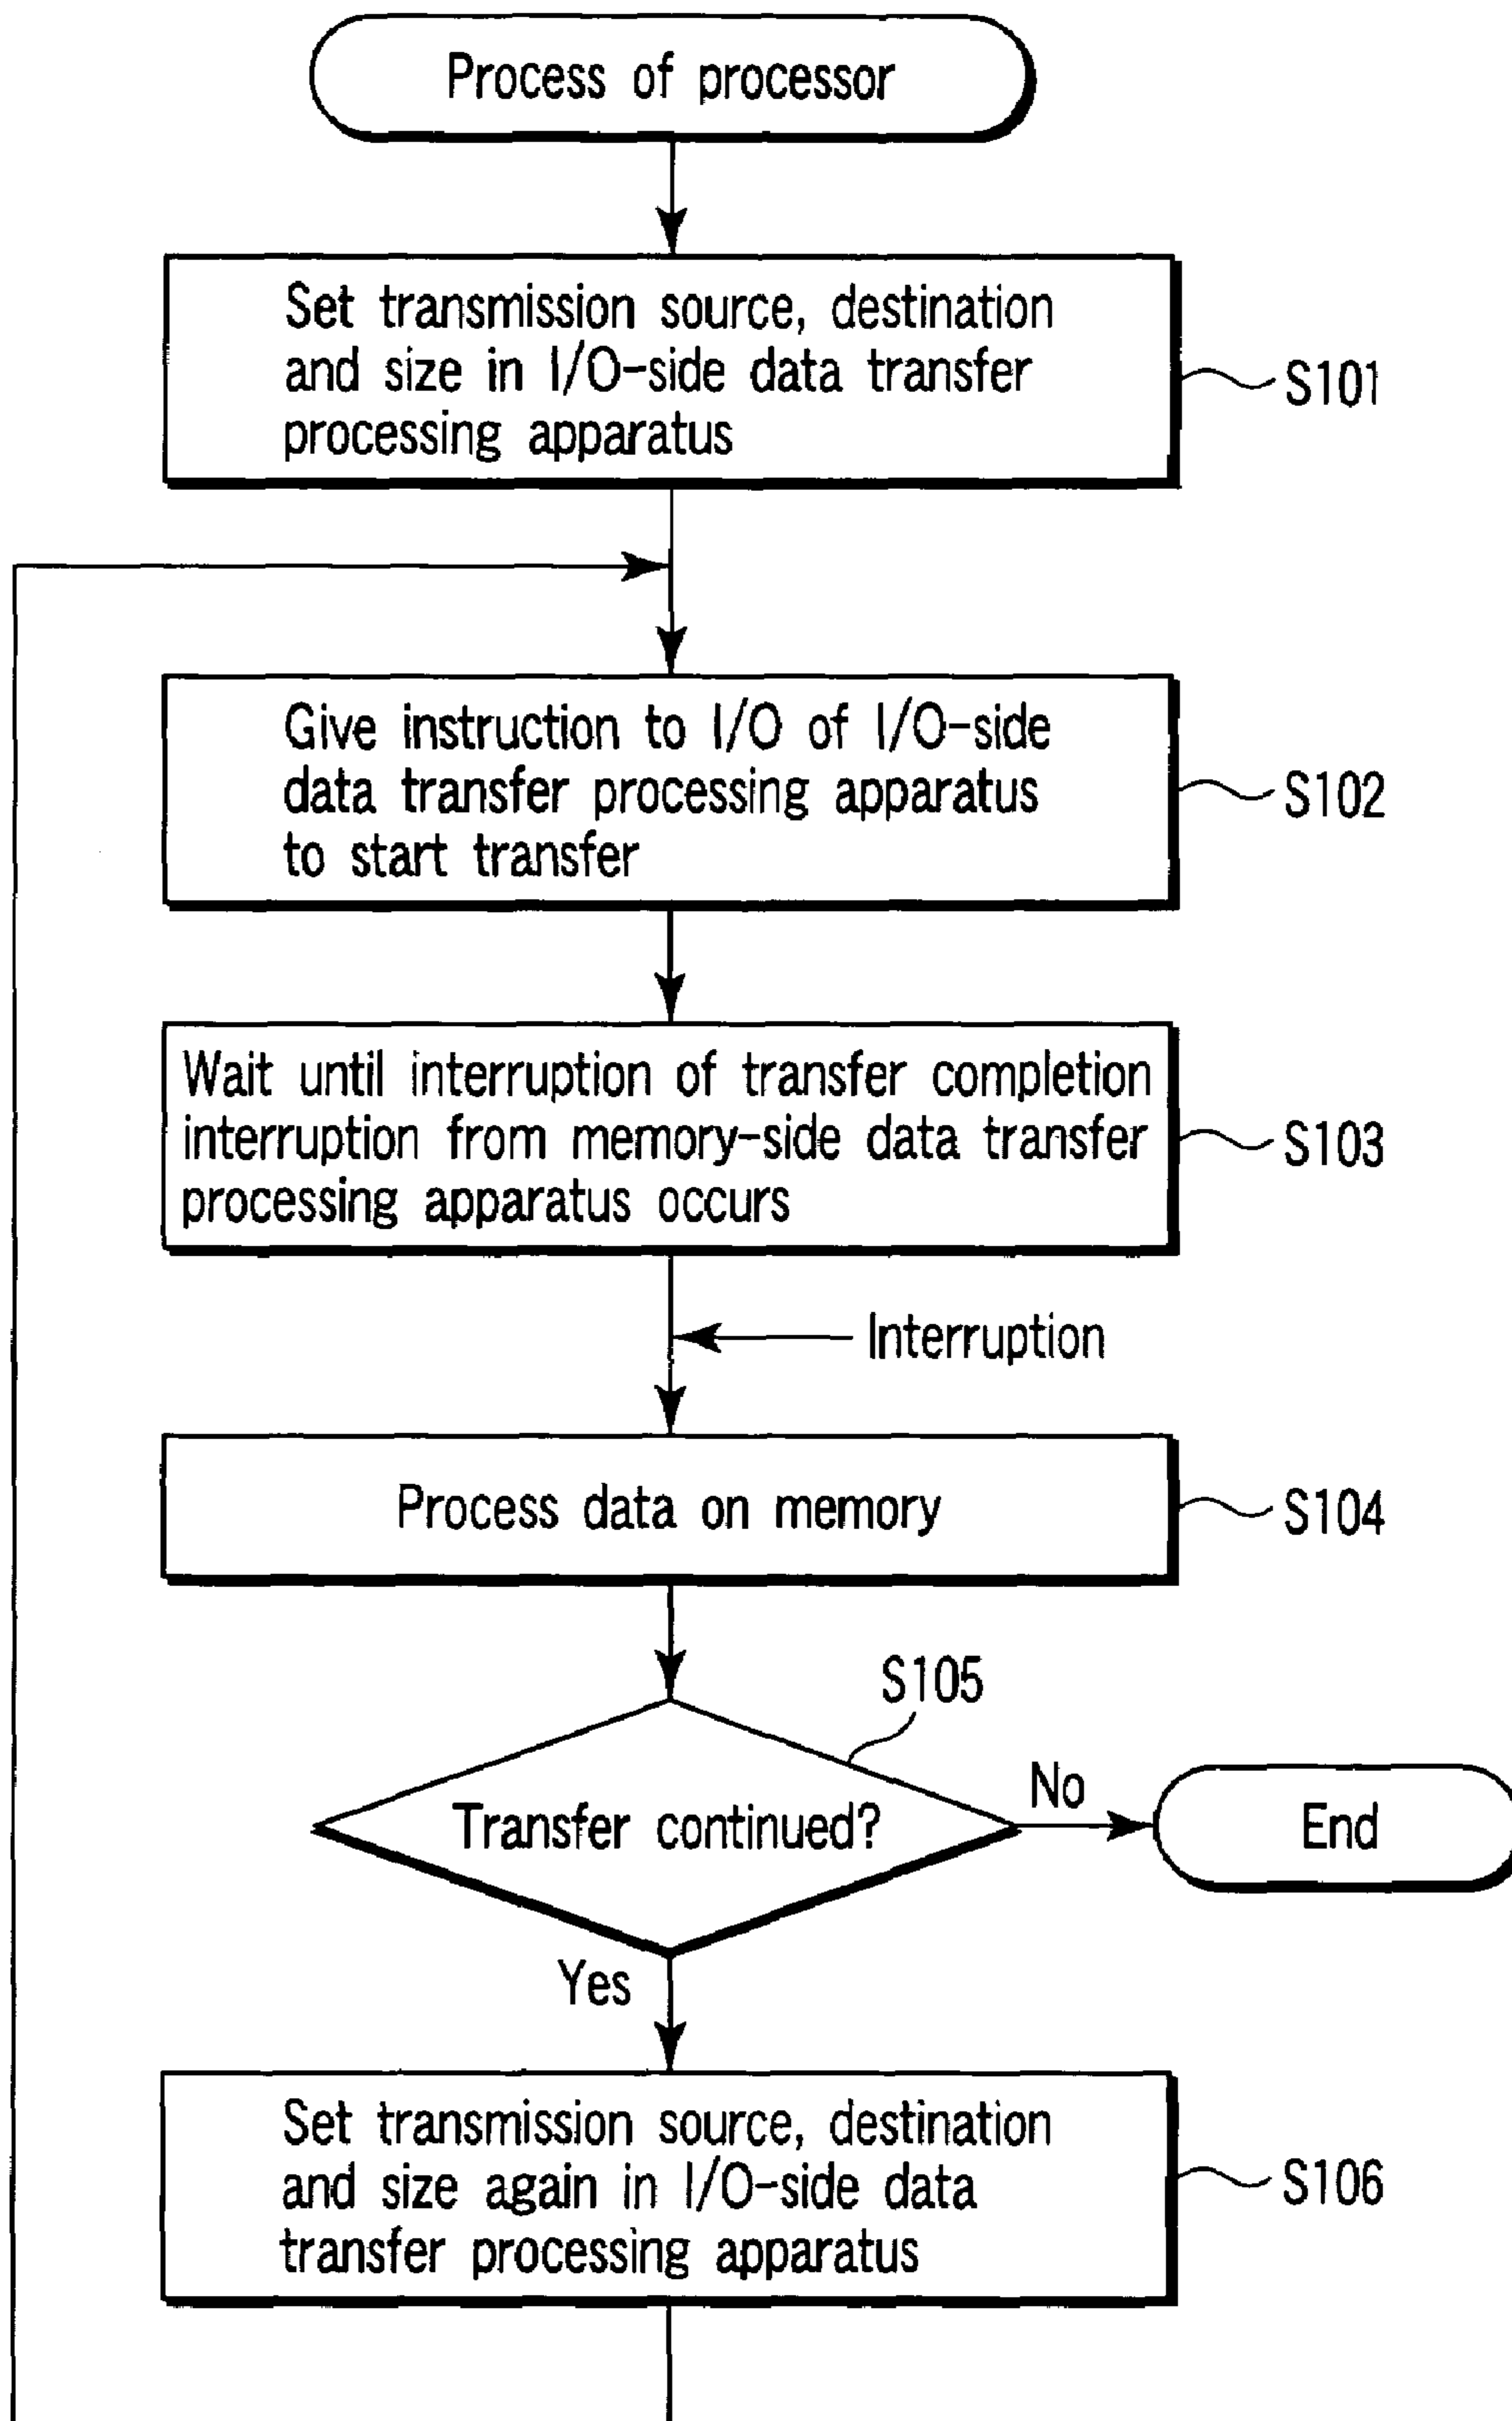 Process of processor
Set transmission source, destination
and size in I/O-side data transfer
processing apparatus
S101
Give instruction to I/O of I/O-side
data transfer processing apparatus
to start transfer
S102
Wait until interruption of transfer completion
interruption from memory-side data transfer
processing apparatus occurs
S103
Interruption
Process data on memory
S104
S105
Transfer continued?
No
End
Yes
Set transmission source, destination
and size again in I/O-side data
transfer processing apparatus
S106